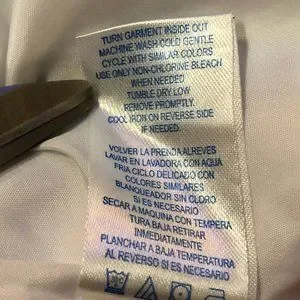 TURN GARMENT INSIDE OUT
MACHINE WASH COLD GENTLE
CYCLE WITH SIMILAR COLORS
USE ONLY NON-CHLORINE BLEACH
WHEN NEEDED
TUMBLE DRY LOW
REMOVE PROMPTLY.
COOL IRON ON REVERSE SIDE
IF NEEDED.
VOLVER LA PRENDA ALREVES
LAVAR EN LAVADORA CON AQUA
FRIA CICLO DELICADO CON
COLORES SIMILARES
BLANQUEADOR SIN CLORO
SI ES NECESARIO
SECAR A MAQUINA CON TEMPERA
TURA BAJA RETIRAR
INMEDIATAMENTE
PLANCHAR A BAJA TEMPERATURA
AL REVERSO SI ES NECESARIO